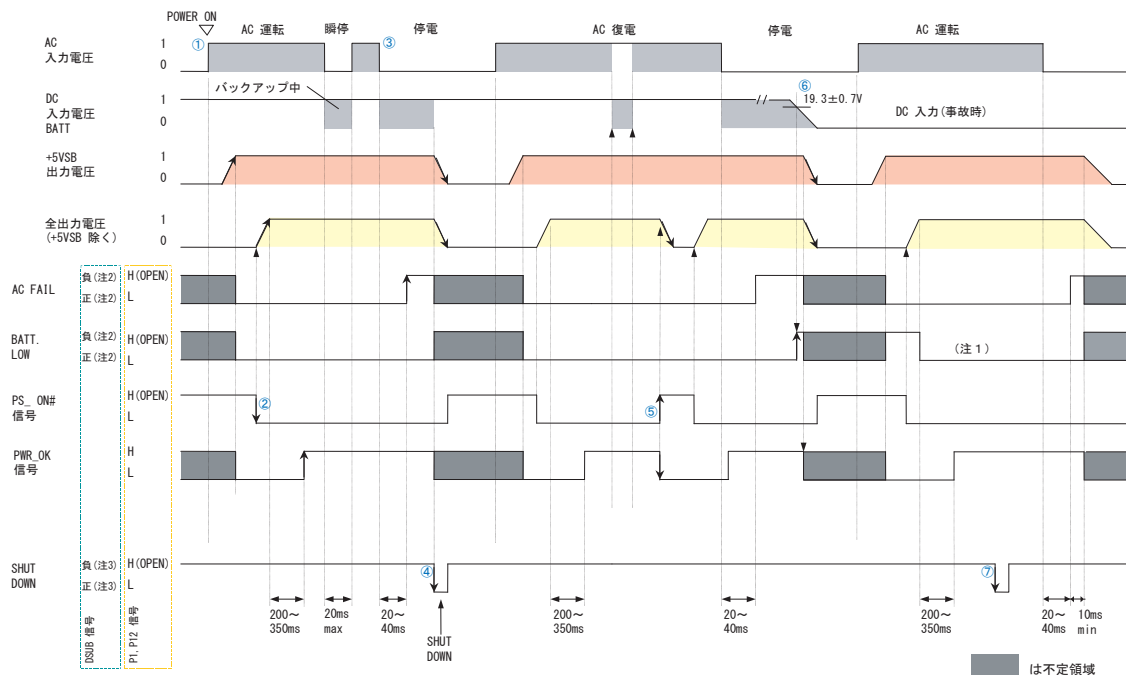 POWER ON
AC 運転
瞬停
停電
AC 復電
停電
AC 運転
AC
入力電圧
1
0
①
③
バックアップ中
DC
入力電圧
BATT
1
0
⑥
19.3±0.7V
DC 入力(事故時)
+5VSB
出力電圧
1
0
全出力電圧
(+5VSB 除く)
1
0
AC FAIL
負(注2)
正(注2)
H(OPEN)
L
BATT.
LOW
負(注2)
正(注2)
H(OPEN)
L
(注1)
PS_ ON#
信号
H(OPEN)
L
②
⑤
PWR_OK
信号
H
L
SHUT
DOWN
負(注3)
正(注3)
H(OPEN)
L
④
⑦
DSUB 信号
P1,P12 信号
200~
350ms
20ms
max
20~
40ms
SHUT
DOWN
200~
350ms
20~
40ms
200~
350ms
20~
40ms
10ms
min
は不定領域